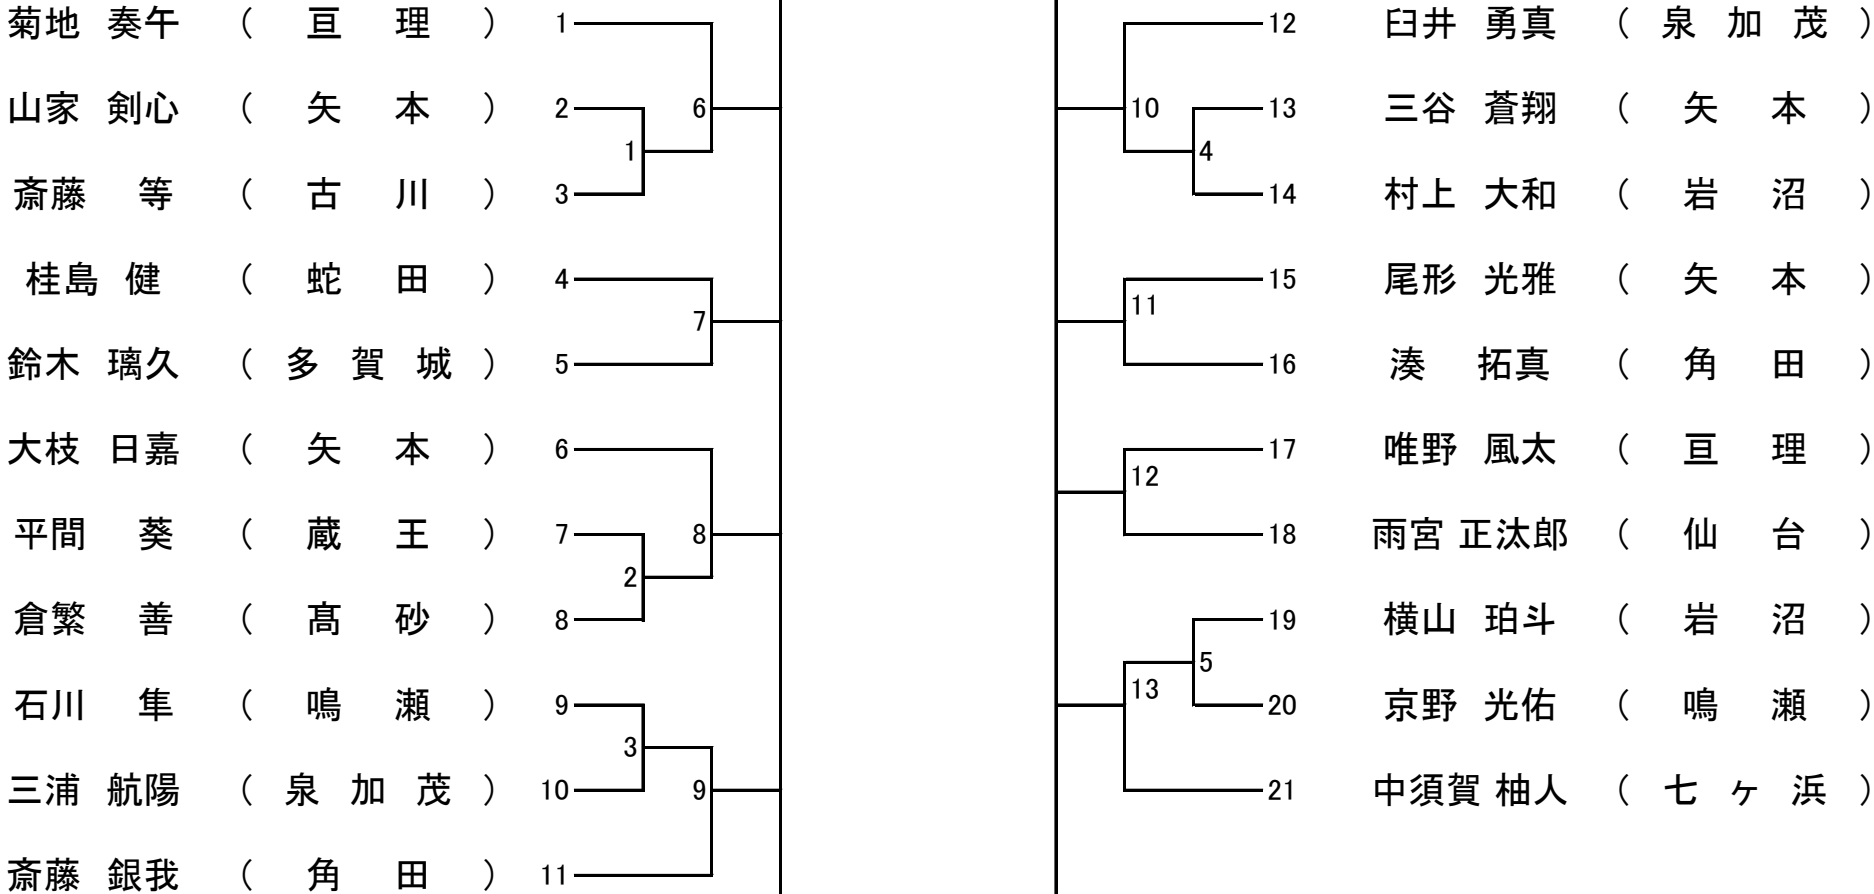 菊地 奏午 ( 亘 理 ) 1
山家 剣心 ( 矢 本 ) 2
斎藤 等 ( 古 川 ) 3
桂島 健 ( 蛇 田 ) 4
鈴木 璃久 ( 多 賀 城 ) 5
大枝 日嘉 ( 矢 本 ) 6
平間 葵 ( 蔵 王 ) 7
倉繁 善 ( 髙 砂 ) 8
石川 隼 ( 鳴 瀬 ) 9
三浦 航陽 ( 泉 加 茂 ) 10
斎藤 銀我 ( 角 田 ) 11
1
2
3
6
7
8
9
12 臼井 勇真 ( 泉 加 茂 )
13 三谷 蒼翔 ( 矢 本 )
14 村上 大和 ( 岩 沼 )
15 尾形 光雅 ( 矢 本 )
16 湊 拓真 ( 角 田 )
17 唯野 風太 ( 亘 理 )
18 雨宮 正汰郎 ( 仙 台 )
19 横山 珀斗 ( 岩 沼 )
20 京野 光佑 ( 鳴 瀬 )
21 中須賀 柚人 ( 七 ヶ 浜 )
10
11
12
13
4
5